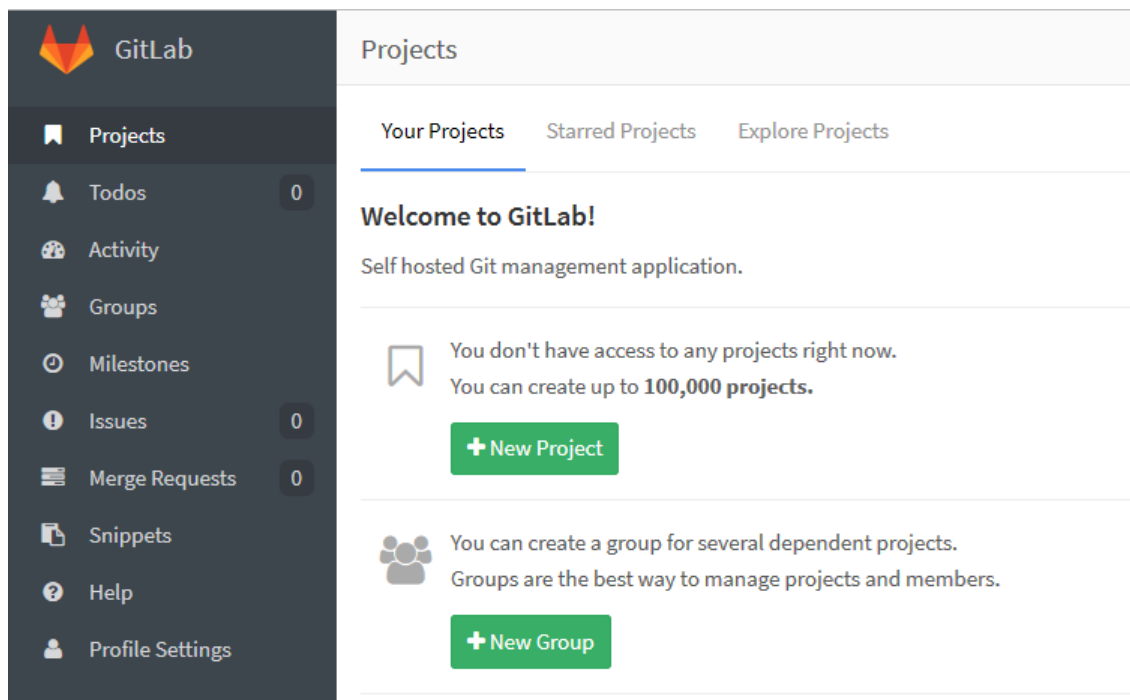 GitLab
Projects
Todos 0
Activity
Groups
Milestones
Issues 0
Merge Requests 0
Snippets
Help
Profile Settings
Projects
Your Projects Starred Projects Explore Projects
Welcome to GitLab!
Self hosted Git management application.
You don't have access to any projects right now.
You can create up to 100,000 projects.
+ New Project
You can create a group for several dependent projects.
Groups are the best way to manage projects and members.
+ New Group